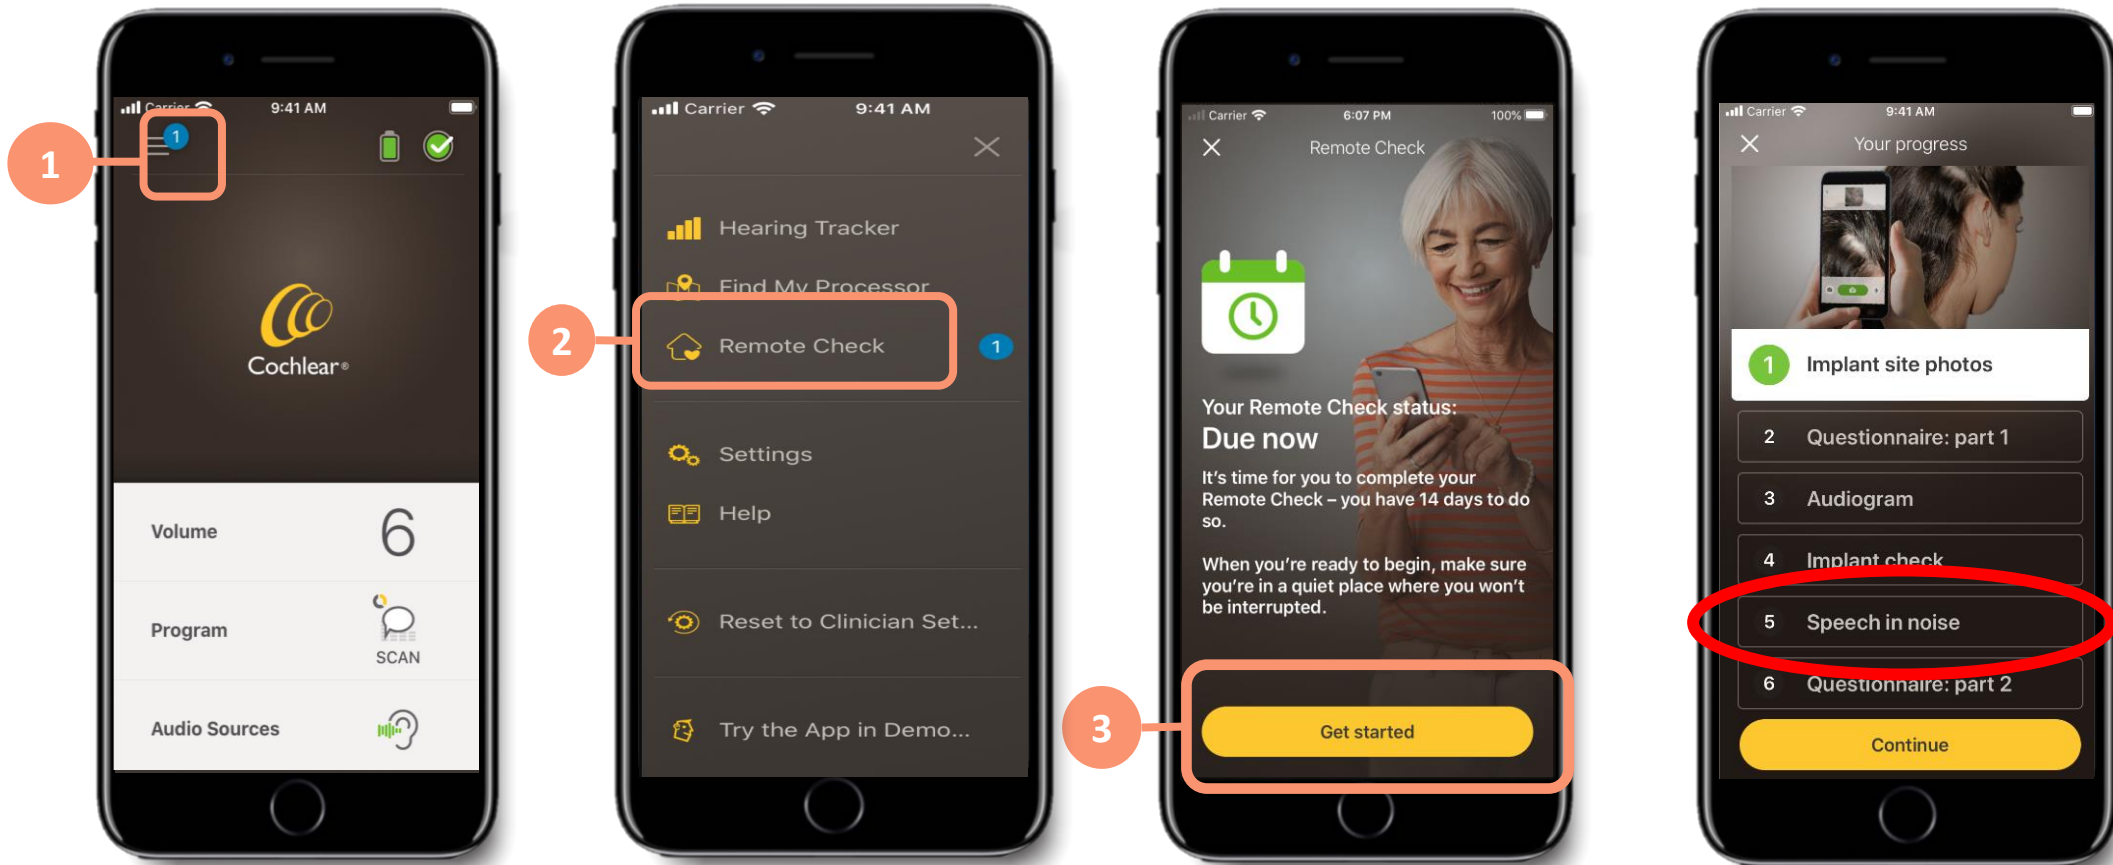 1
Carrier
9:41 AM
1
Cochlear®
Volume
6
Program
SCAN
Audio Sources
2
Carrier
9:41 AM
Hearing Tracker
Find My Processor
Remote Check
1
Settings
Help
Reset to Clinician Set...
Try the App in Demo...
3
Carrier
6:07 PM
100%
Remote Check
Your Remote Check status:
Due now
It's time for you to complete your
Remote Check – you have 14 days to do
so.
When you're ready to begin, make sure
you're in a quiet place where you won't
be interrupted.
Get started
Carrier
9:41 AM
Your progress
1 Implant site photos
2 Questionnaire: part 1
3 Audiogram
4 Implant check
5 Speech in noise
6 Questionnaire: part 2
Continue